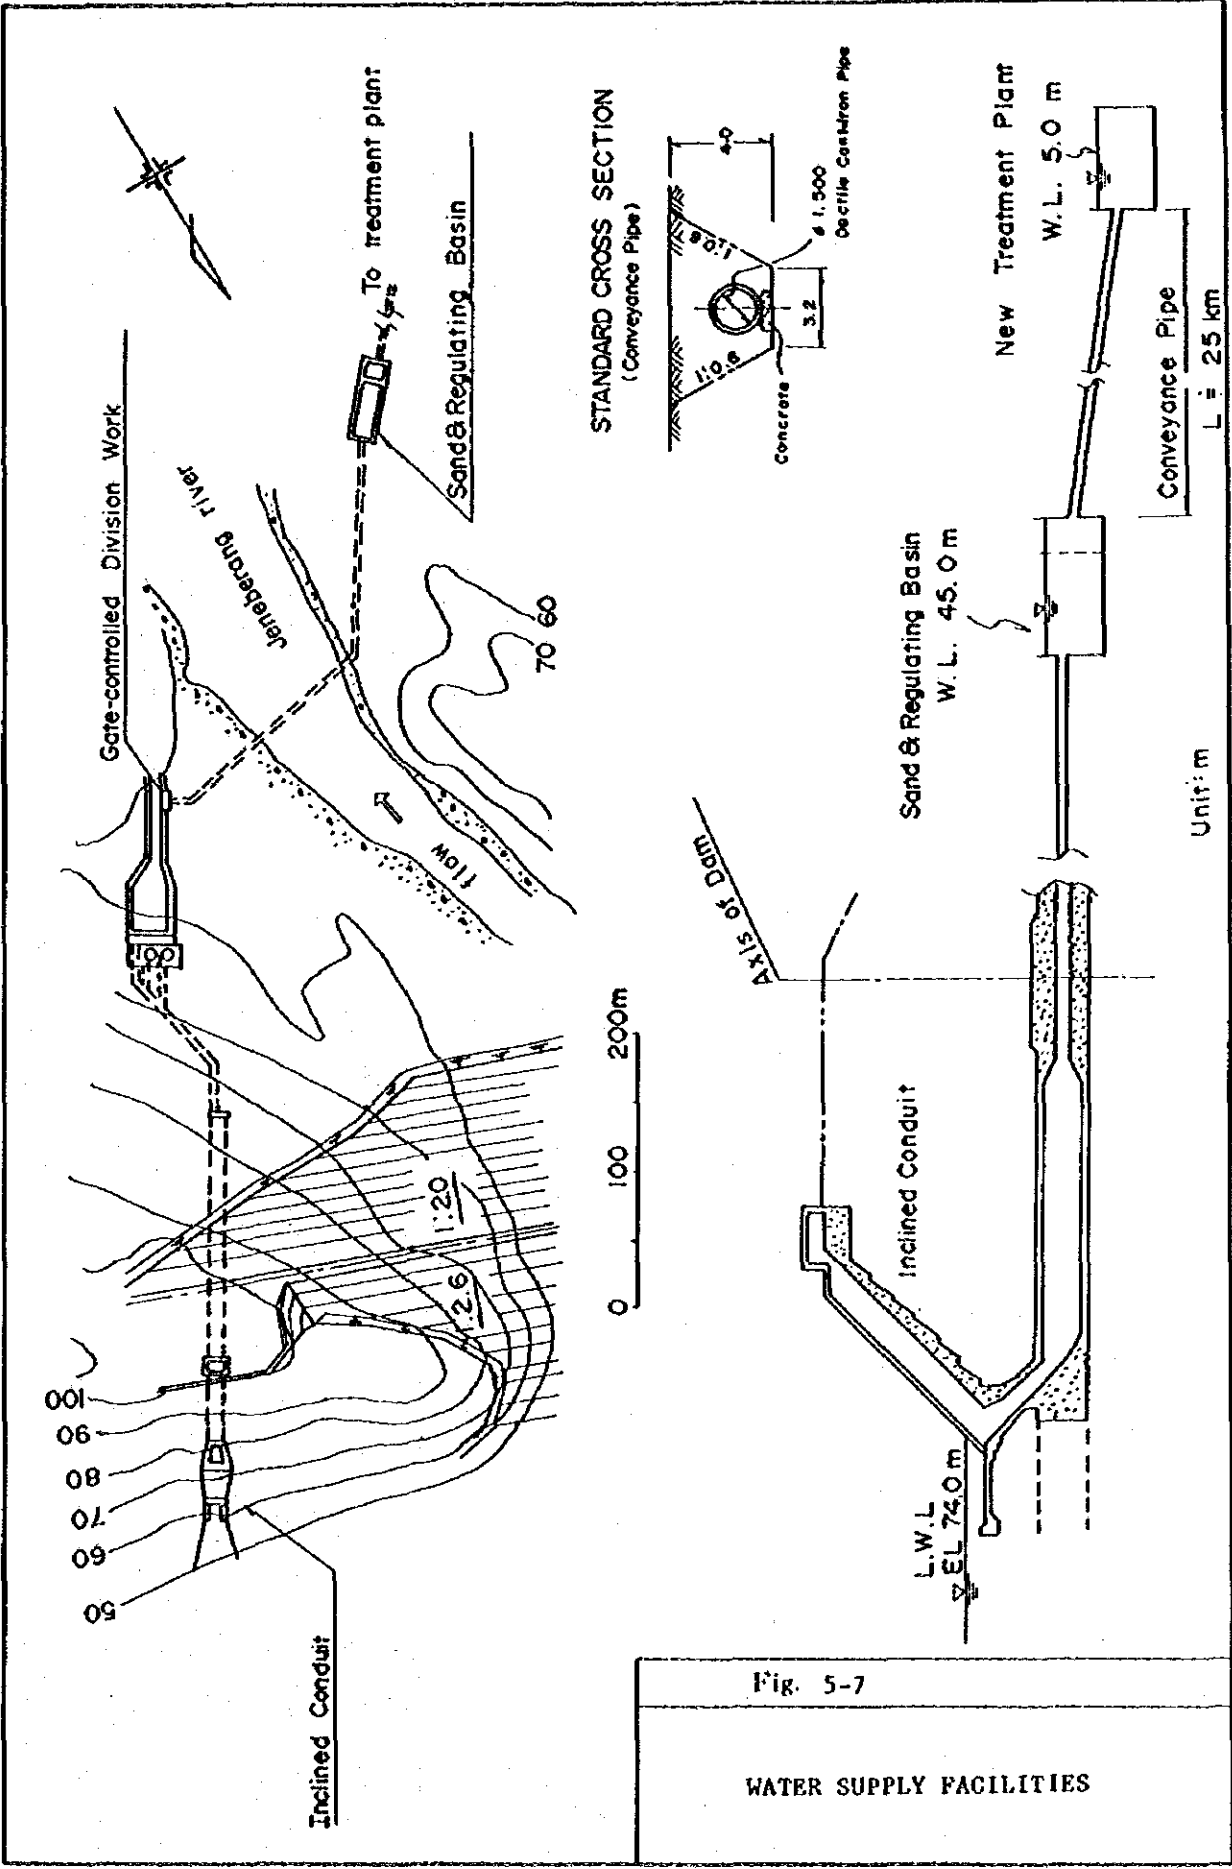 Gate-controlled Division Work
Jeneberang river
To treatment plant
Sand & Regulating Basin
flow
70 60
100
90
80
70
60
50
Inclined Conduit
1:2.0
1:2.6
0 100 200m
STANDARD CROSS SECTION
(Conveyance Pipe)
4.0
1:0.6
1:0.6
3.2
Concrete
ø 1,500
Axis of Dam
Inclined Conduit
L.W.L
EL 74.0 m
Sand & Regulating Basin
W.L. 45.0 m
New Treatment Plant
W.L. 5.0 m
Conveyance Pipe
L ≒ 25 km
Unit: m
Fig. 5-7
WATER SUPPLY FACILITIES